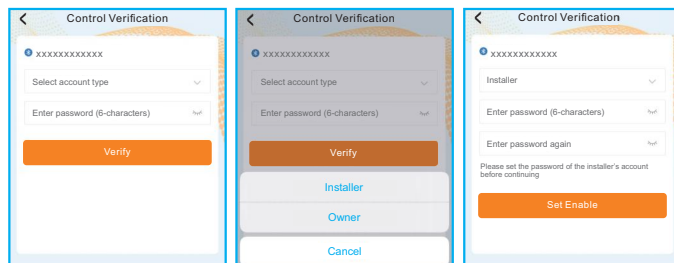 Control Verification
xxxxxxxxxxxx
Select account type
Enter password (6-characters)
Verify
Control Verification
xxxxxxxxxxxx
Select account type
Enter password (6-characters)
Verify
Installer
Owner
Cancel
Control Verification
xxxxxxxxxxxx
Installer
Enter password (6-characters)
Enter password again
Please set the password of the installer's account
before continuing
Set Enable